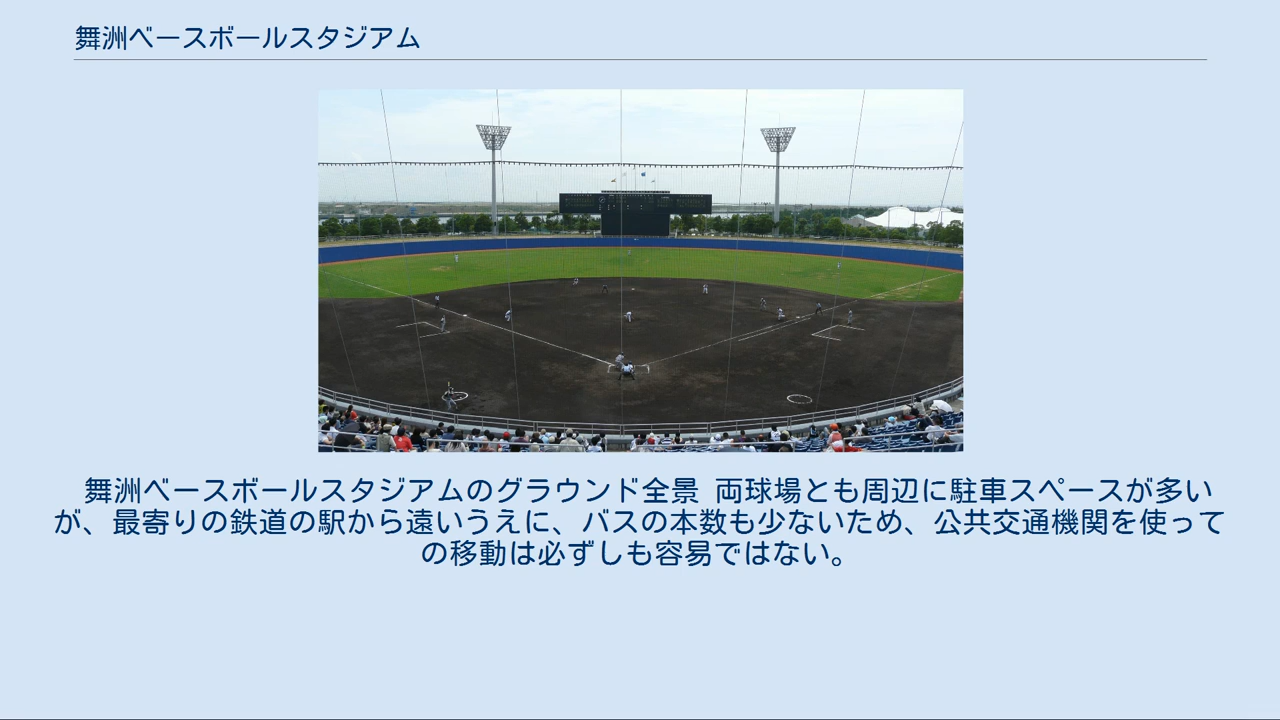 舞洲ベースボールスタジアム
舞洲ベースボールスタジアムのグラウンド全景 両球場とも周辺に駐車スペースが多い
が、最寄りの鉄道の駅から遠いうえに、バスの本数も少ないため、公共交通機関を使って
の移動は必ずしも容易ではない。